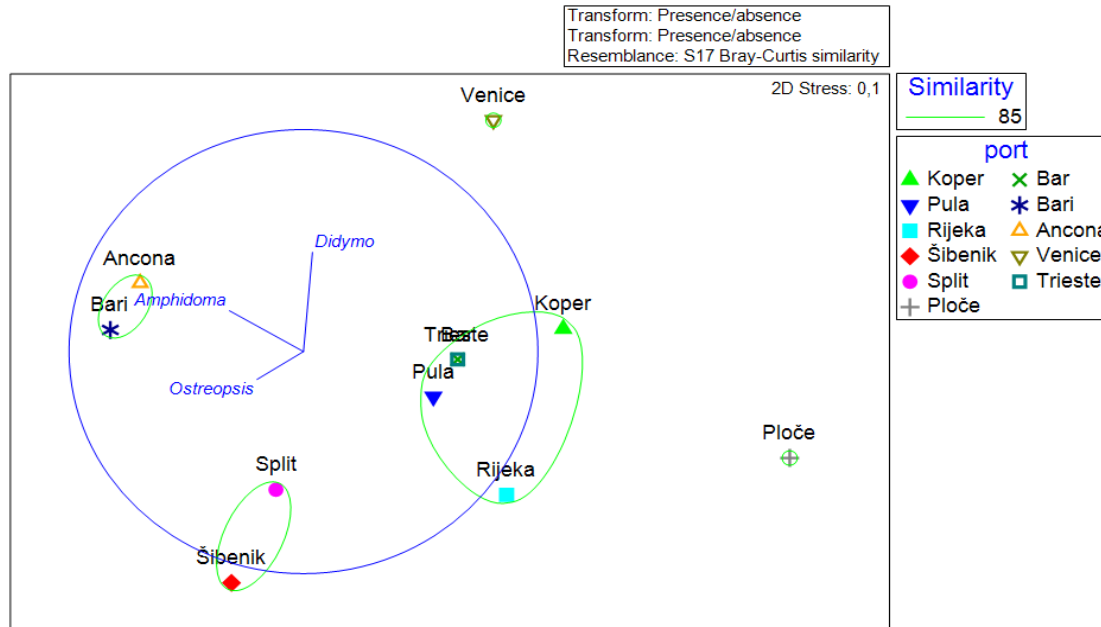 Transform: Presence/absence
Transform: Presence/absence
Resemblance: S17 Bray-Curtis similarity
2D Stress: 0,1
Venice
Didymo
Ancona
Amphidoma
Bari
Koper
Trieste
Bar
Pula
Ostreopsis
Ploče
Split
Rijeka
Šibenik
Similarity
85
port
Koper
Pula
Rijeka
Šibenik
Split
Ploče
Bar
Bari
Ancona
Venice
Trieste